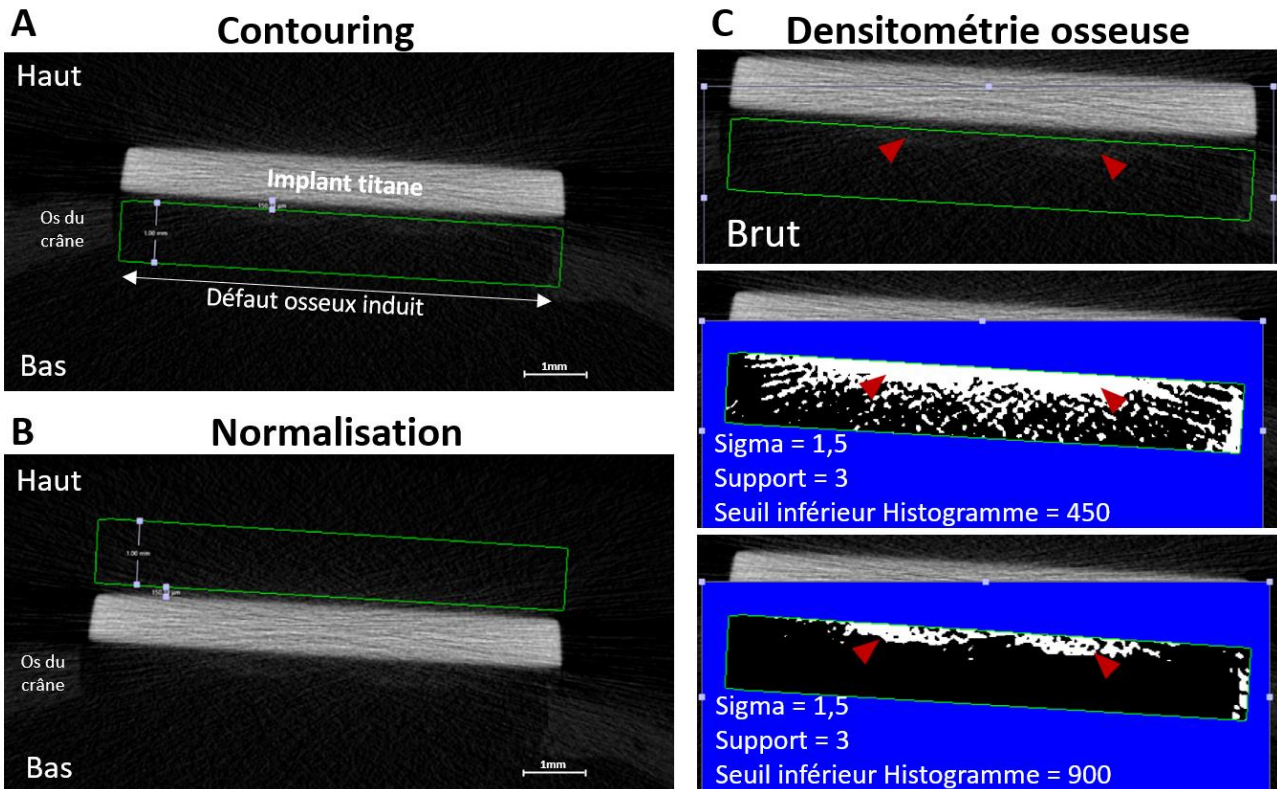 A
Contouring
Haut
Implant titane
Os du
crâne
1.00 mm
Défaut osseux induit
Bas
1mm
B
Normalisation
Haut
1.00 mm
Os du
crâne
Bas
1mm
C
Densitométrie osseuse
Brut
Sigma = 1,5
Support = 3
Seuil inférieur Histogramme = 450
Sigma = 1,5
Support = 3
Seuil inférieur Histogramme = 900